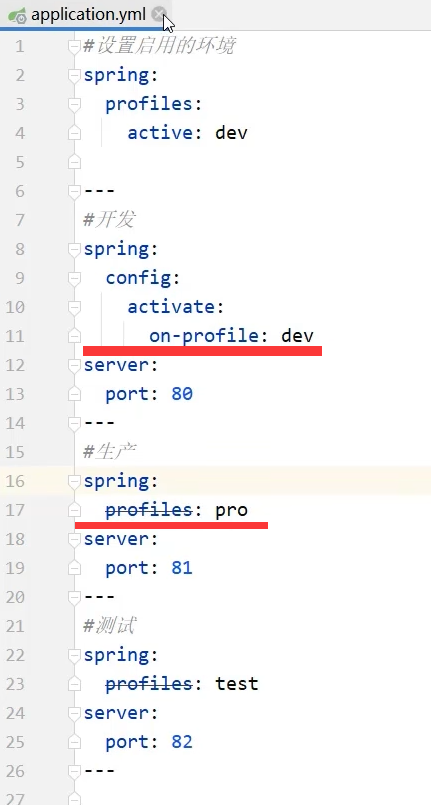 application.yml
1 #设置启用的环境
2 spring:
3   profiles:
4     active: dev
5
6 ---
7 #开发
8 spring:
9   config:
10     activate:
11       on-profile: dev
12 server:
13   port: 80
14 ---
15 #生产
16 spring:
17   profiles: pro
18 server:
19   port: 81
20 ---
21 #测试
22 spring:
23   profiles: test
24 server:
25   port: 82
26 ---
27